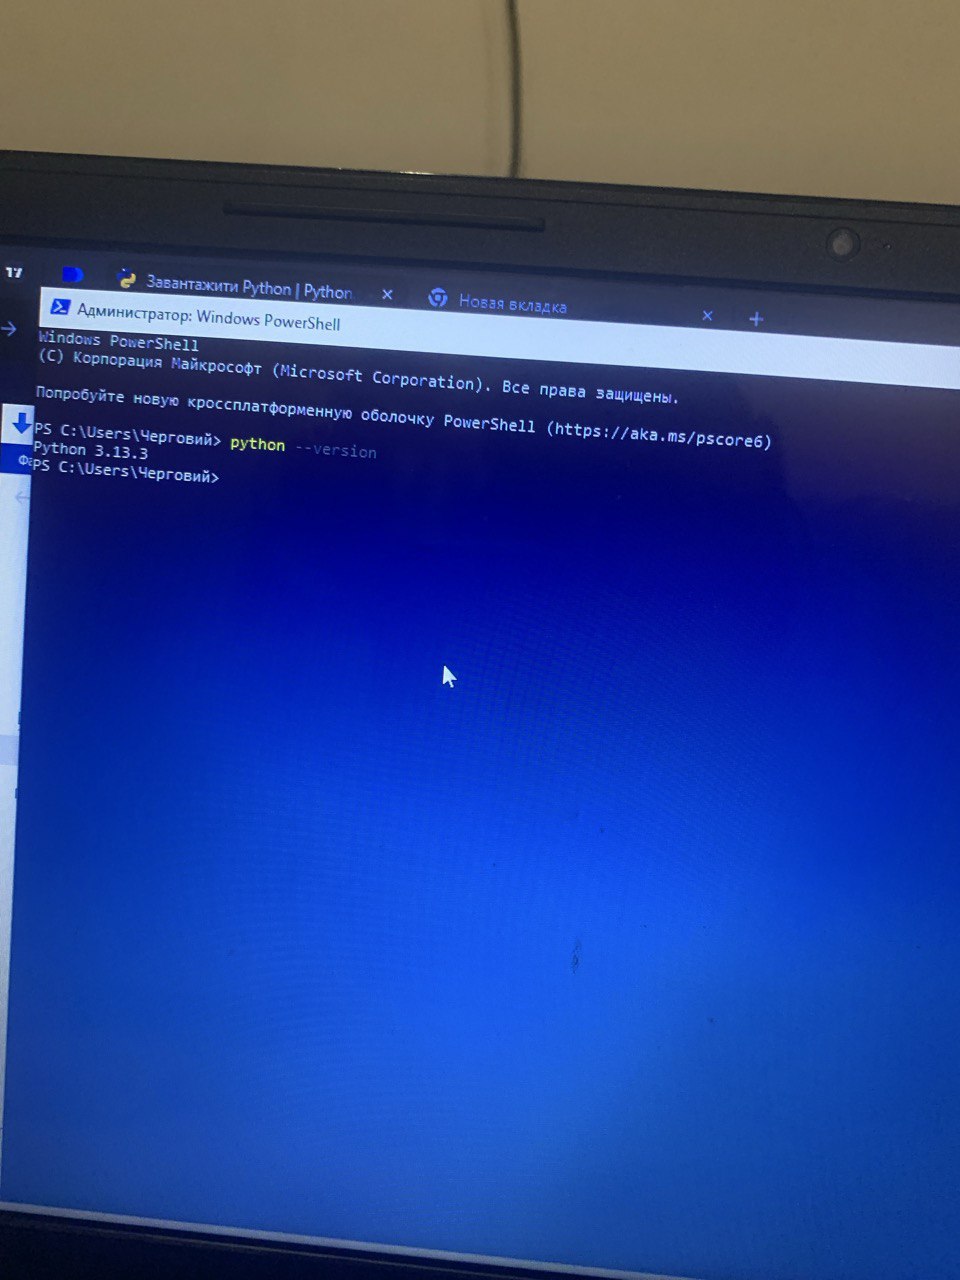 17
Завантажити Python | Python
Новая вкладка
Администратор: Windows PowerShell
Windows PowerShell
(С) Корпорация Майкрософт (Microsoft Corporation). Все права защищены.
Попробуйте новую кроссплатформенную оболочку PowerShell (https://aka.ms/pscore6)
PS C:\Users\Черговий> python --version
Python 3.13.3
PS C:\Users\Черговий>